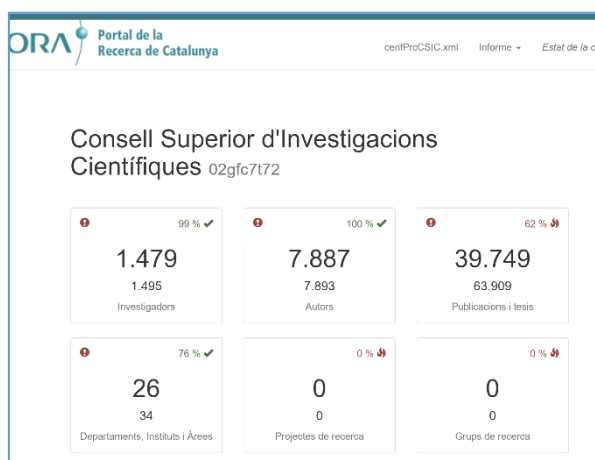 ORA
Portal de la
Recerca de Catalunya
cerifPrcCSIC.xml
Informe
Estat de la
Consell Superior d'Investigacions
Científiques 02gfc7t72
99 %
1.479
1.495
Investigadors
100 %
7.887
7.893
Autors
62 %
39.749
63.909
Publicacions i tesis
76 %
26
34
Departaments, Instituts i Àrees
0 %
0
0
Projectes de recerca
0 %
0
0
Grups de recerca